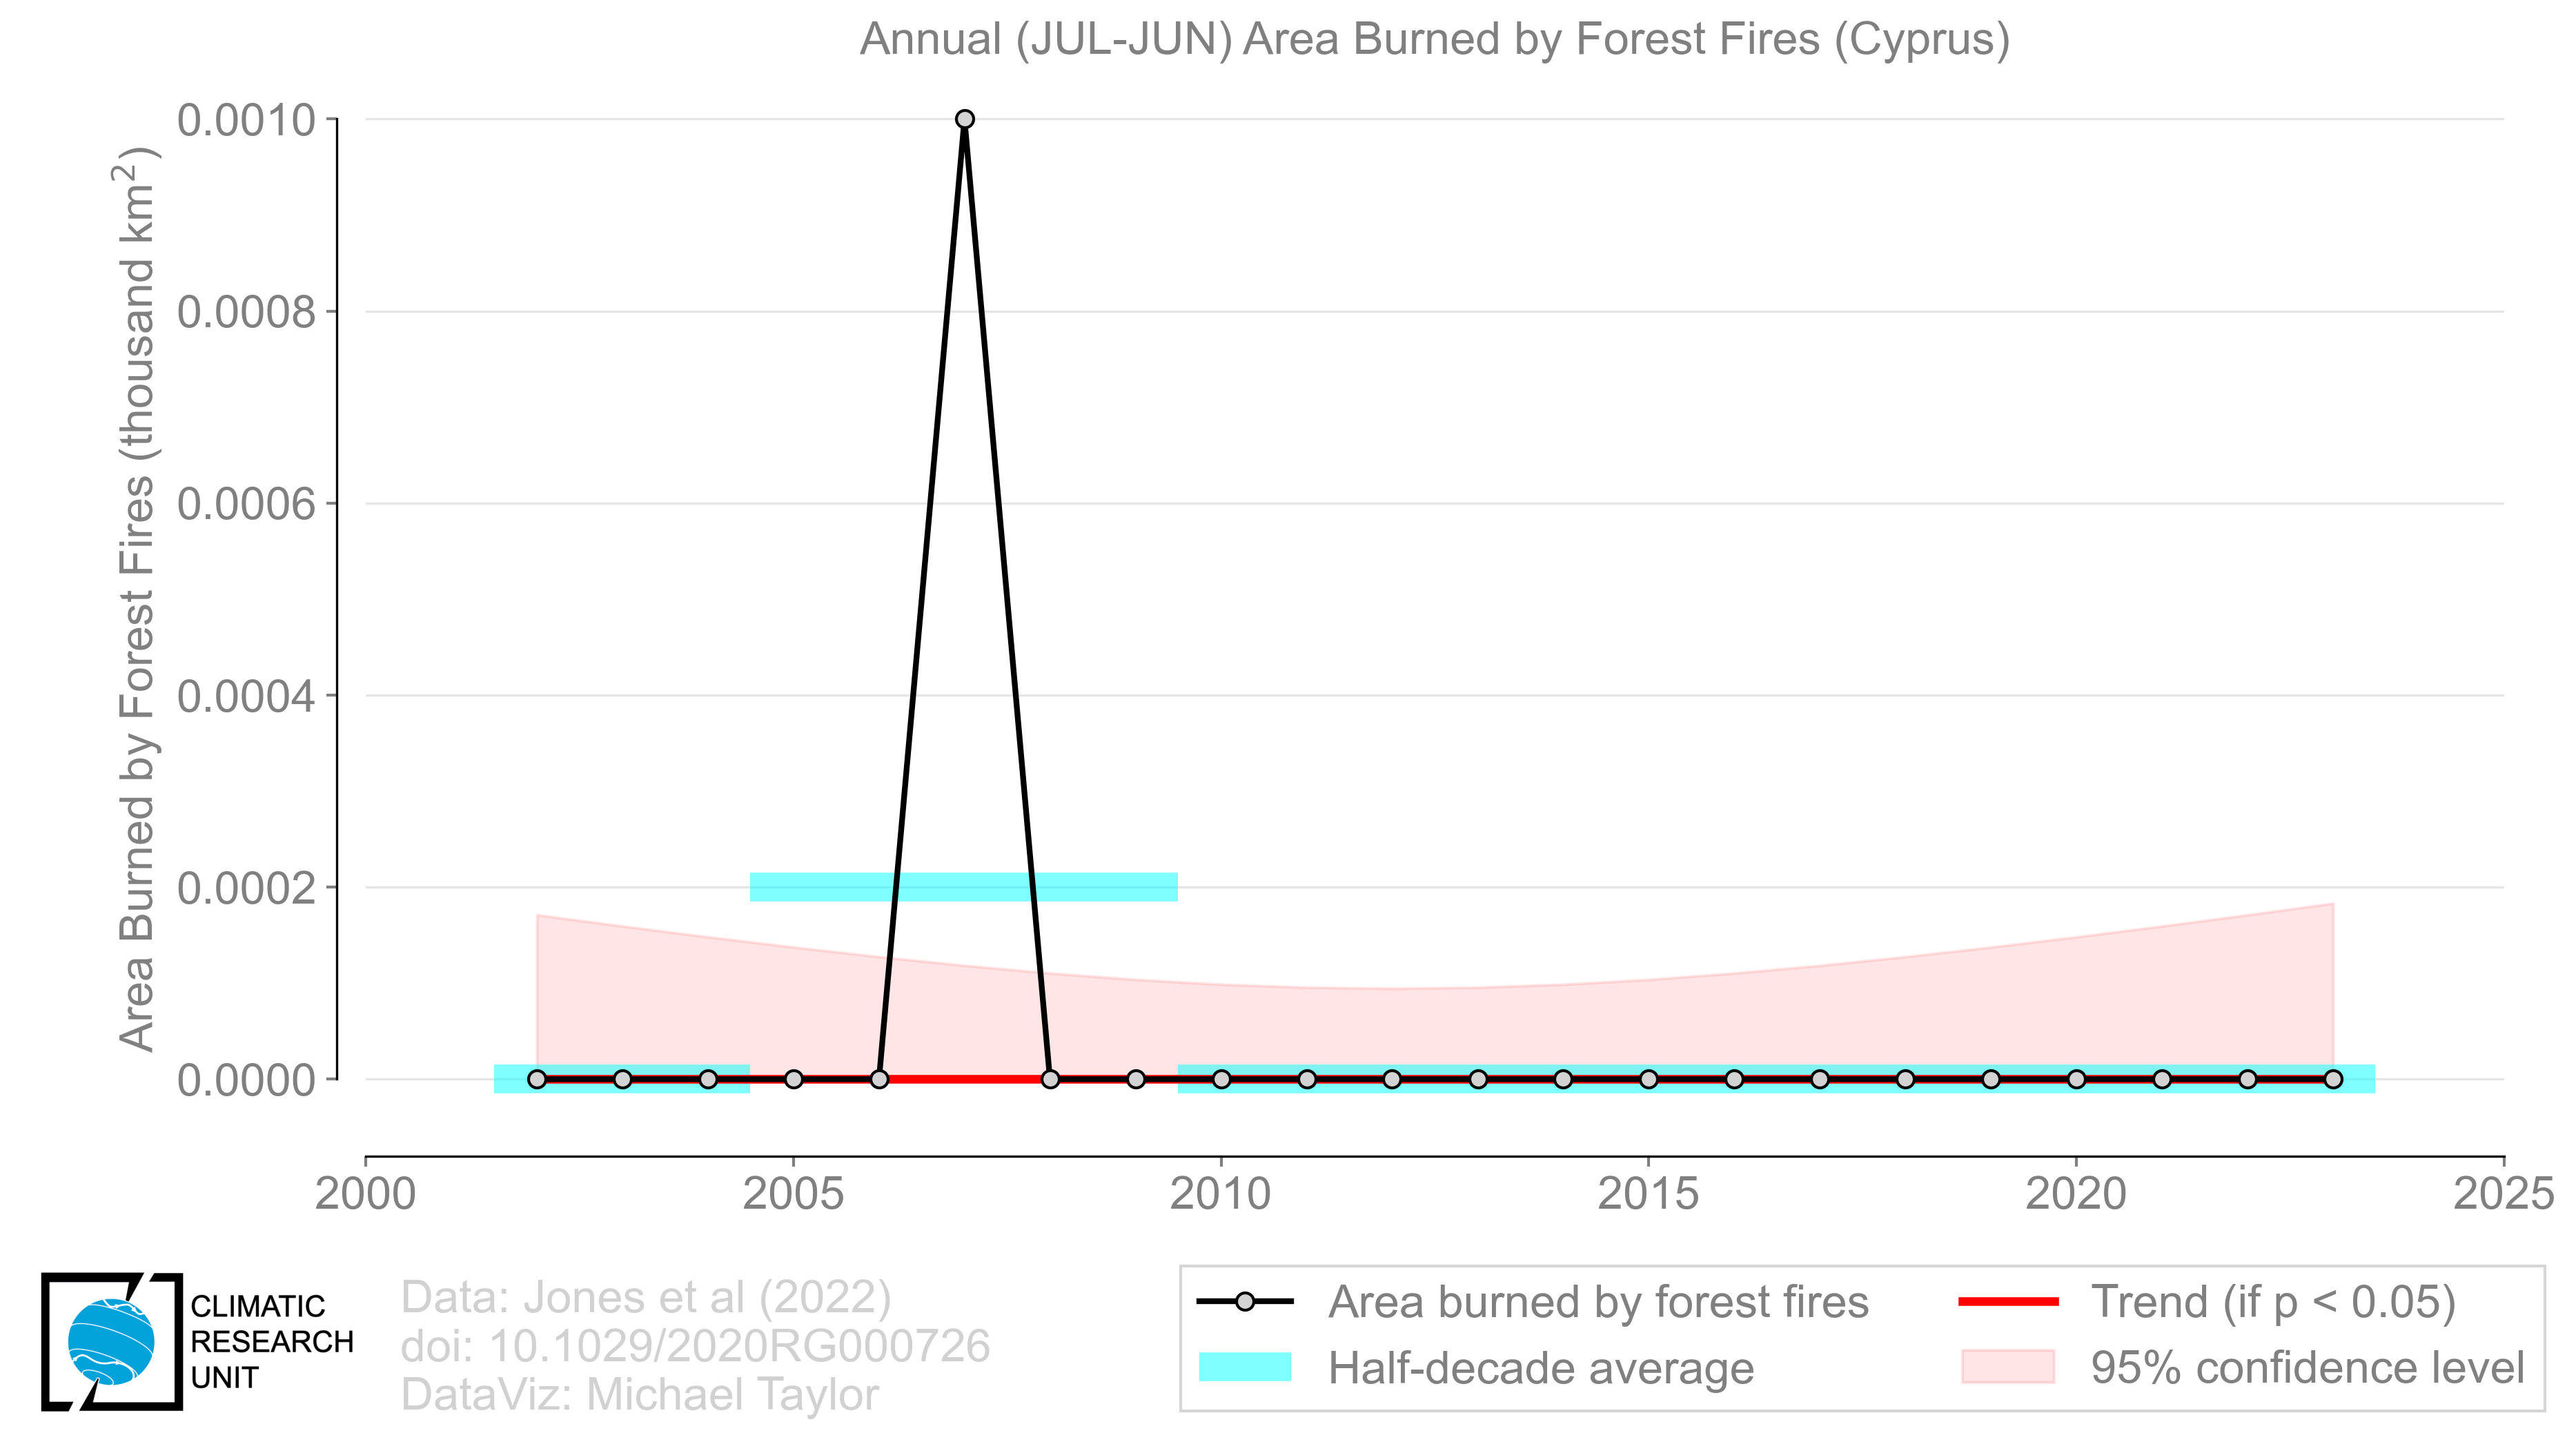 Annual (JUL-JUN) Area Burned by Forest Fires (Cyprus)
Area Burned by Forest Fires (thousand km²)
0.0010
0.0008
0.0006
0.0004
0.0002
0.0000
2000 2005 2010 2015 2020 2025
CLIMATIC
RESEARCH
UNIT
Data: Jones et al (2022)
doi: 10.1029/2020RG000726
DataViz: Michael Taylor
Area burned by forest fires
Half-decade average
Trend (if p < 0.05)
95% confidence level